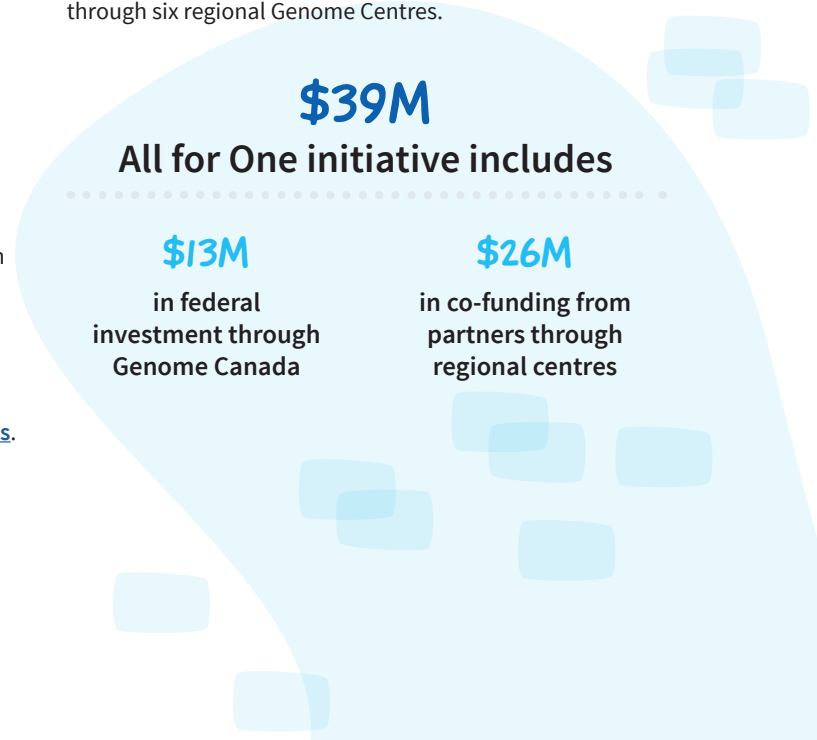 through six regional Genome Centres.
$39M
All for One initiative includes
$13M
in federal
investment through
Genome Canada
$26M
in co-funding from
partners through
regional centres
s.